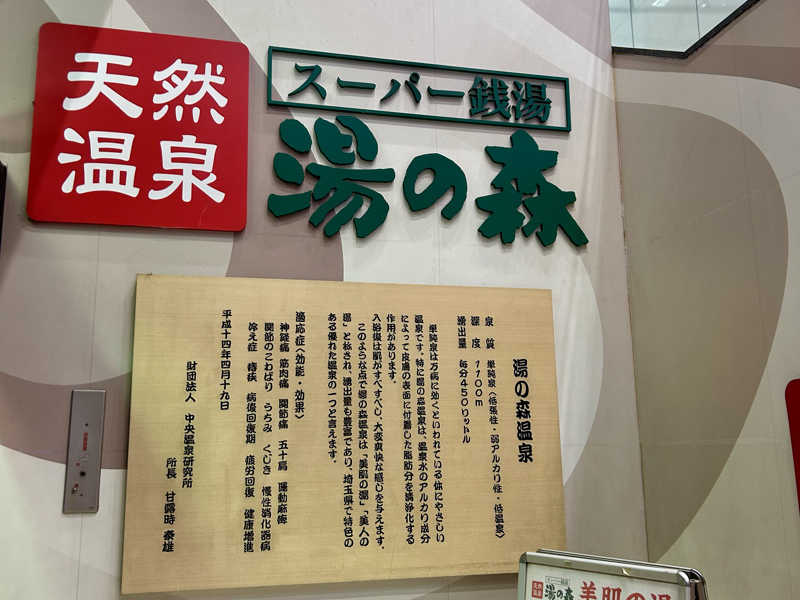 天然
温泉
スーパー銭湯
湯の森
湯の森温泉
泉質 単純泉(低張性・弱アルカリ性・低温泉)
深度 1700m
湧出量 毎分450リットル
単純泉は万病に効くといわれている体にやさしい
温泉です。特に湯の森温泉は、温泉水のアルカリ成分
によって皮膚の表面に付着した脂肪分を清浄化する
作用があります。
入浴後は肌がすべすべし、大変爽快な感じを与えます。
このような点で湯の森温泉は、「美肌の湯」「美人の
湯」と称され、湧出量も豊富であり、埼玉県で特色の
ある優れた温泉の一つと言えます。
適応症(効能・効果)
神経痛 筋肉痛 関節痛 五十肩 運動麻痺
関節のこわばり うちみ くじき 慢性消化器病
冷え症 痔疾 病後回復期 疲労回復 健康増進
平成十四年四月十九日
財団法人 中央温泉研究所
所長 甘露寺 泰雄
天然
温泉
スーパー銭湯
湯の森
美肌の湯